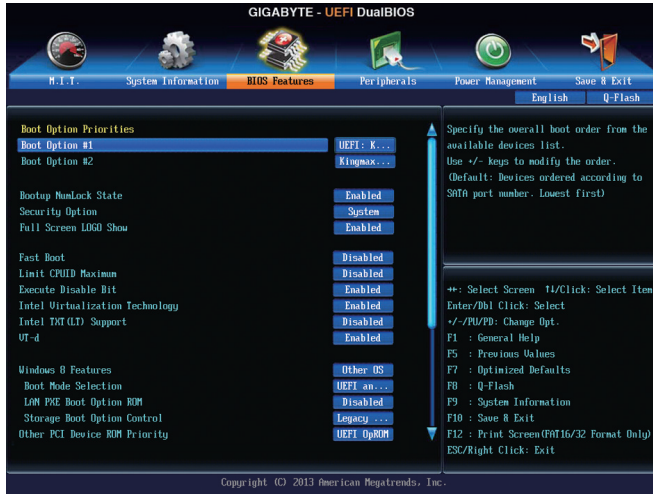 GIGABYTE - UEFI DualBIOS
M.I.T. System Information BIOS Features Peripherals Power Management Save & Exit
English Q-Flash
Boot Option Priorities
Boot Option #1 UEFI: K...
Boot Option #2 Kingmax...
Bootup NumLock State Enabled
Security Option System
Full Screen LOGO Show Enabled
Fast Boot Disabled
Limit CPUID Maximum Disabled
Execute Disable Bit Enabled
Intel Virtualization Technology Enabled
Intel TXT(LT) Support Disabled
VT-d Enabled
Windows 8 Features Other OS
Boot Mode Selection UEFI an...
LAN PXE Boot Option ROM Disabled
Storage Boot Option Control Legacy ...
Other PCI Device ROM Priority UEFI OpROM
Specify the overall boot order from the
available devices list.
Use +/- keys to modify the order.
(Default: Devices ordered according to
SATA port number. Lowest first)
↔: Select Screen ↑↓/Click: Select Item
Enter/Dbl Click: Select
+/-/PU/PD: Change Opt.
F1 : General Help
F5 : Previous Values
F7 : Optimized Defaults
F8 : Q-Flash
F9 : System Information
F10 : Save & Exit
F12 : Print Screen(FAT16/32 Format Only)
ESC/Right Click: Exit
Copyright (C) 2013 American Megatrends, Inc.